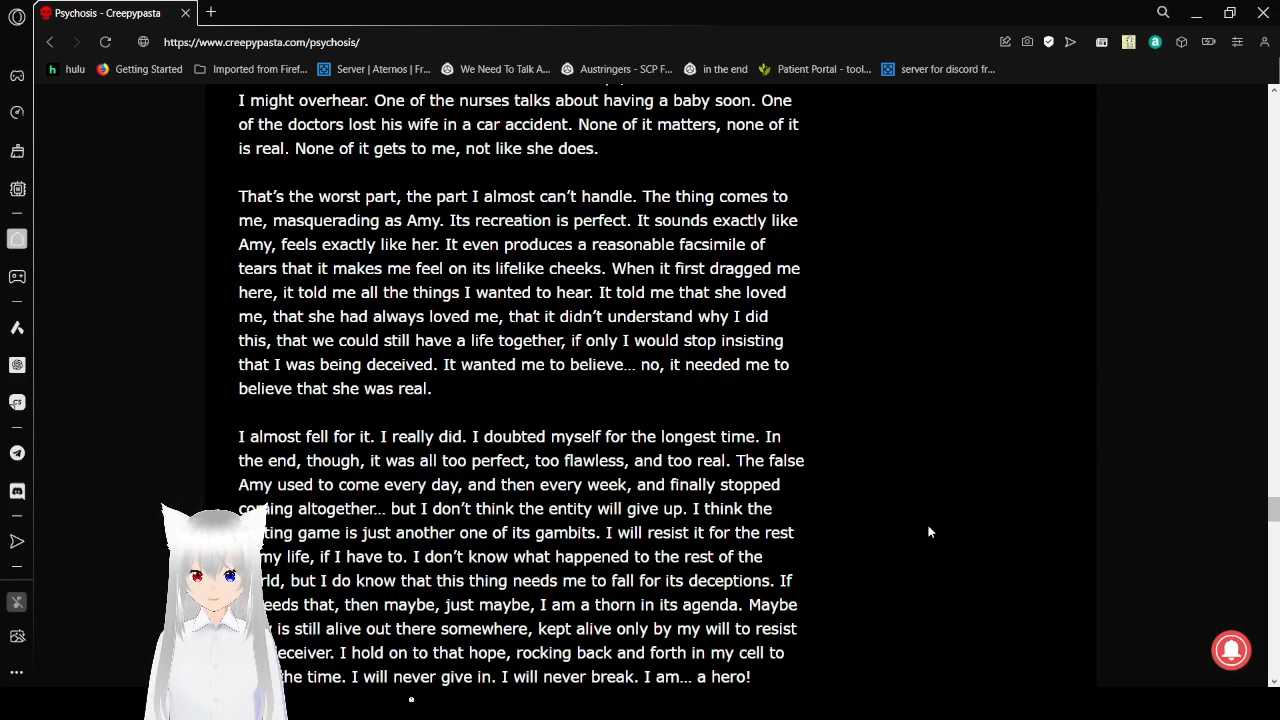 Psychosis - Creepypasta
https://www.creepypasta.com/psychosis/
hulu
Getting Started
Imported from Firef...
Server | Aternos | Fr...
We Need To Talk A...
Austringers - SCP F...
in the end
Patient Portal - tool...
server for discord fr...
I might overhear. One of the nurses talks about having a baby soon. One
of the doctors lost his wife in a car accident. None of it matters, none of it
is real. None of it gets to me, not like she does.
That's the worst part, the part I almost can't handle. The thing comes to
me, masquerading as Amy. Its recreation is perfect. It sounds exactly like
Amy, feels exactly like her. It even produces a reasonable facsimile of
tears that it makes me feel on its lifelike cheeks. When it first dragged me
here, it told me all the things I wanted to hear. It told me that she loved
me, that she had always loved me, that it didn't understand why I did
this, that we could still have a life together, if only I would stop insisting
that I was being deceived. It wanted me to believe... no, it needed me to
believe that she was real.
I almost fell for it. I really did. I doubted myself for the longest time. In
the end, though, it was all too perfect, too flawless, and too real. The false
Amy used to come every day, and then every week, and finally stopped
coming altogether... but I don't think the entity will give up. I think the
game is just another one of its gambits. I will resist it for the rest
my life, if I have to. I don't know what happened to the rest of the
but I do know that this thing needs me to fall for its deceptions. If
that, then maybe, just maybe, I am a thorn in its agenda. Maybe
is still alive out there somewhere, kept alive only by my will to resist
I hold on to that hope, rocking back and forth in my cell to
the time. I will never give in. I will never break. I am... a hero!